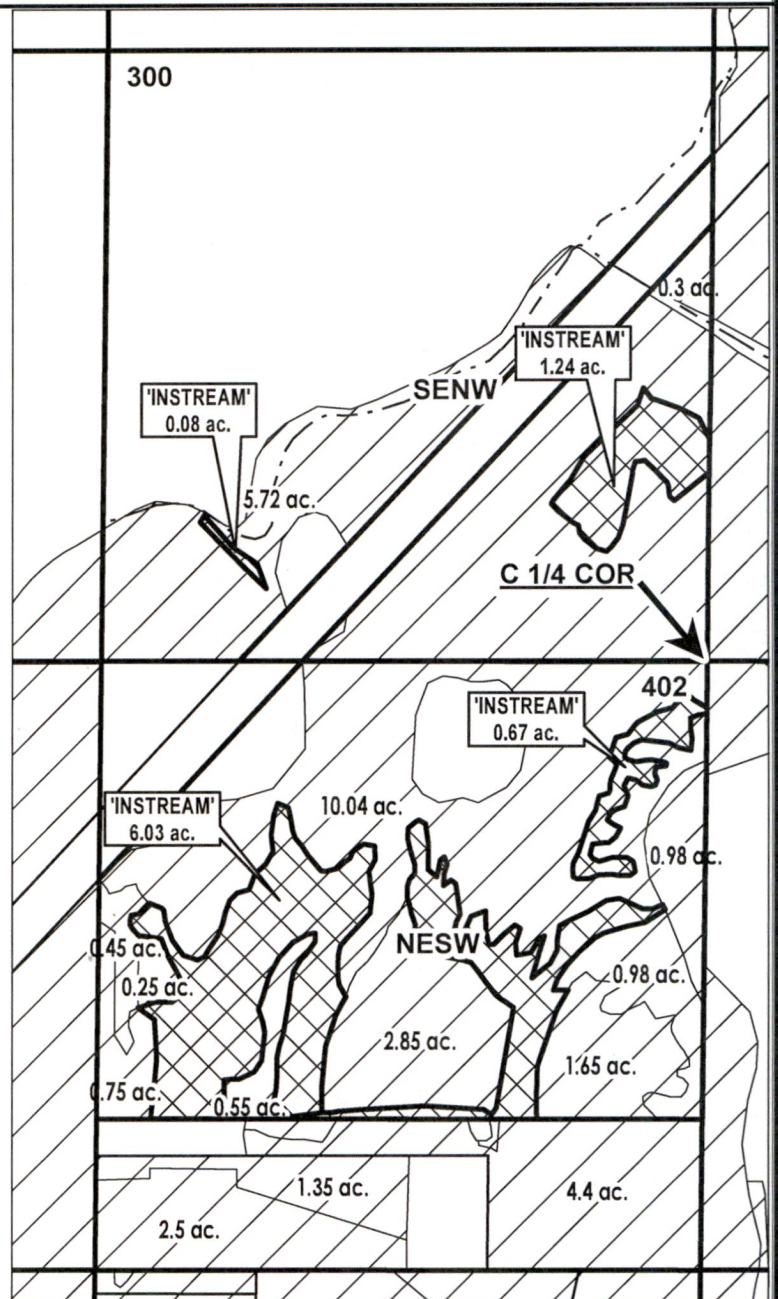 300
0.3 ac.
'INSTREAM'
1.24 ac.
SENW
'INSTREAM'
0.08 ac.
5.72 ac.
C 1/4 COR
402
'INSTREAM'
0.67 ac.
'INSTREAM'
6.03 ac.
10.04 ac.
0.98 ac.
0.45 ac.
NESW
0.25 ac.
0.98 ac.
2.85 ac.
1.65 ac.
0.75 ac.
0.55 ac.
1.35 ac.
4.4 ac.
2.5 ac.